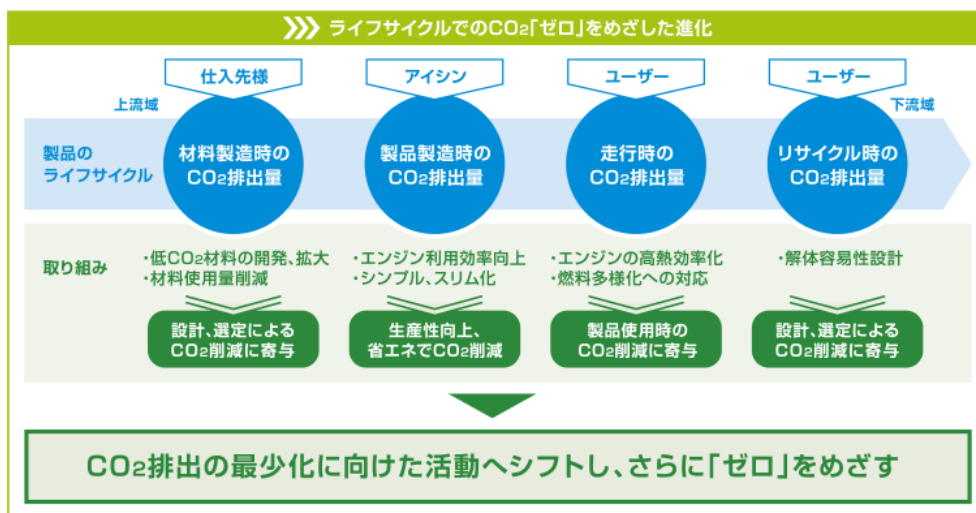 ライフサイクルでのCO₂「ゼロ」をめざした進化
仕入先様
アイシン
ユーザー
ユーザー
上流域
下流域
製品の
ライフサイクル
材料製造時の
CO₂排出量
製品製造時の
CO₂排出量
走行時の
CO₂排出量
リサイクル時の
CO₂排出量
取り組み
・低CO₂材料の開発、拡大
・材料使用量削減
・エンジン利用効率向上
・シンプル、スリム化
・エンジンの高熱効率化
・燃料多様化への対応
・解体容易性設計
設計、選定による
CO₂削減に寄与
生産性向上、
省エネでCO₂削減
製品使用時の
CO₂削減に寄与
設計、選定による
CO₂削減に寄与
CO₂排出の最少化に向けた活動へシフトし、さらに「ゼロ」をめざす